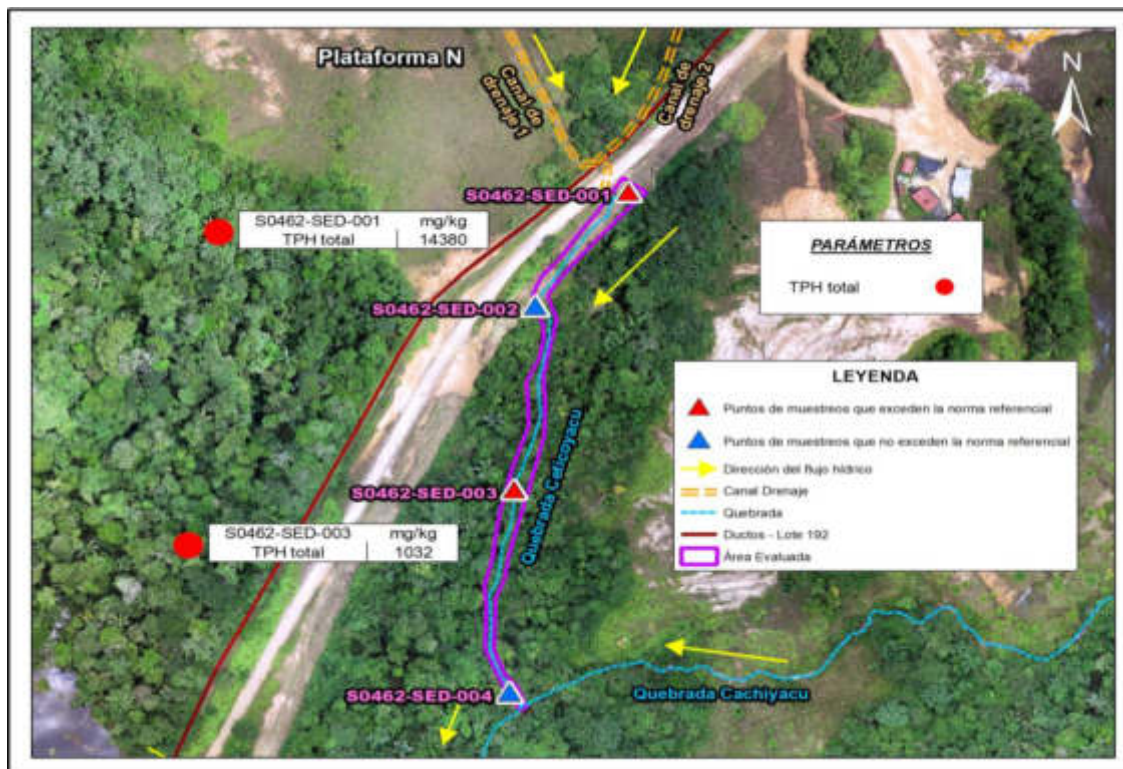 Plataforma N
Canal de
drenaje 1
Canal de
drenaje 2
N
S0462-SED-001
S0462-SED-001 mg/kg
TPH total 14380
PARÁMETROS
TPH total
S0462-SED-002
LEYENDA
Puntos de muestreos que exceden la norma referencial
Puntos de muestreos que no exceden la norma referencial
Dirección del flujo hídrico
Canal Drenaje
Quebrada
Ductos - Lote 192
Área Evaluada
Quebrada Ceticoyacu
S0462-SED-003
S0462-SED-003 mg/kg
TPH total 1032
S0462-SED-004
Quebrada Cachiyacu